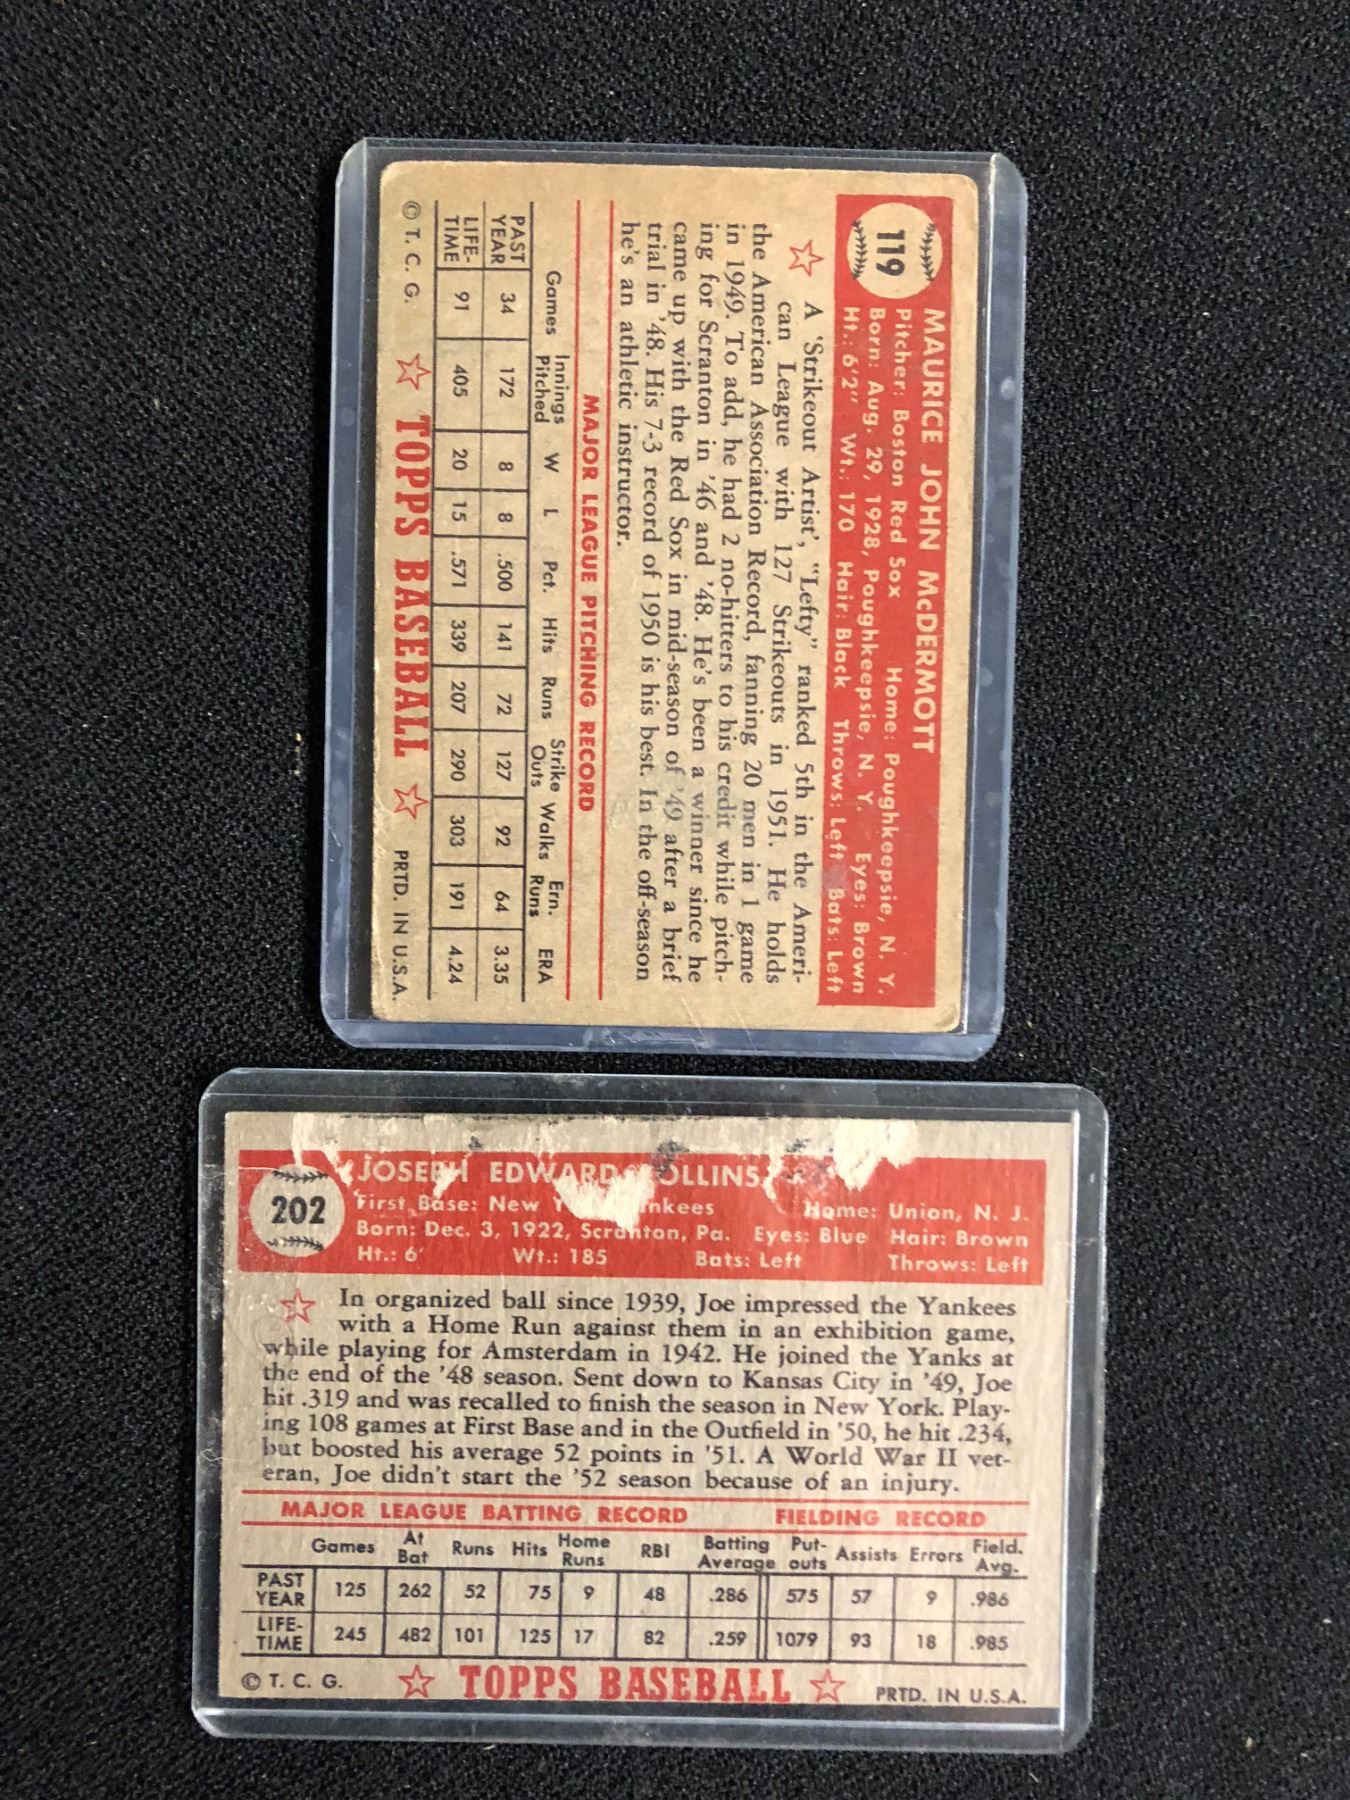 119
MAURICE JOHN McDERMOTT
Pitcher: Boston Red Sox Home: Poughkeepsie, N. Y.
Born: Aug. 29, 1928, Poughkeepsie, N. Y. Eyes: Brown
Ht.: 6'2" Wt.: 170 Hair: Black Throws: Left Bats: Left
A 'Strikeout Artist', "Lefty" ranked 5th in the Ameri-
can League with 127 Strikeouts in 1951. He holds
the American Association Record, fanning 20 men in 1 game
in 1949. To add, he had 2 no-hitters to his credit while pitch-
ing for Scranton in '46 and '48. He's been a winner since he
came up with the Red Sox in mid-season of '49 after a brief
trial in '48. His 7-3 record of 1950 is his best. In the off-season
he's an athletic instructor.
MAJOR LEAGUE PITCHING RECORD
Games Innings Pitched W L Pct. Hits Runs Strike Outs Walks Ern. Runs ERA
PAST YEAR 34 172 8 8 .500 141 72 127 92 64 3.35
LIFE-TIME 91 405 20 15 .571 339 207 290 303 191 4.24
© T. C. G. TOPPS BASEBALL PRTD. IN U.S.A.
202
JOSEPH EDWARD OLLINS
First Base: New Home: Union, N. J.
Born: Dec. 3, 1922, Scranton, Pa. Eyes: Blue Hair: Brown
Ht.: 6' Wt.: 185 Bats: Left Throws: Left
In organized ball since 1939, Joe impressed the Yankees
with a Home Run against them in an exhibition game,
while playing for Amsterdam in 1942. He joined the Yanks at
the end of the '48 season. Sent down to Kansas City in '49, Joe
hit .319 and was recalled to finish the season in New York. Play-
ing 108 games at First Base and in the Outfield in '50, he hit .234,
but boosted his average 52 points in '51. A World War II vet-
eran, Joe didn't start the '52 season because of an injury.
MAJOR LEAGUE BATTING RECORD FIELDING RECORD
Games At Bat Runs Hits Home Runs RBI Batting Average Put-outs Assists Errors Field. Avg.
PAST YEAR 125 262 52 75 9 48 .286 575 57 9 .986
LIFE-TIME 245 482 101 125 17 82 .259 1079 93 18 .985
© T. C. G. TOPPS BASEBALL PRTD. IN U.S.A.